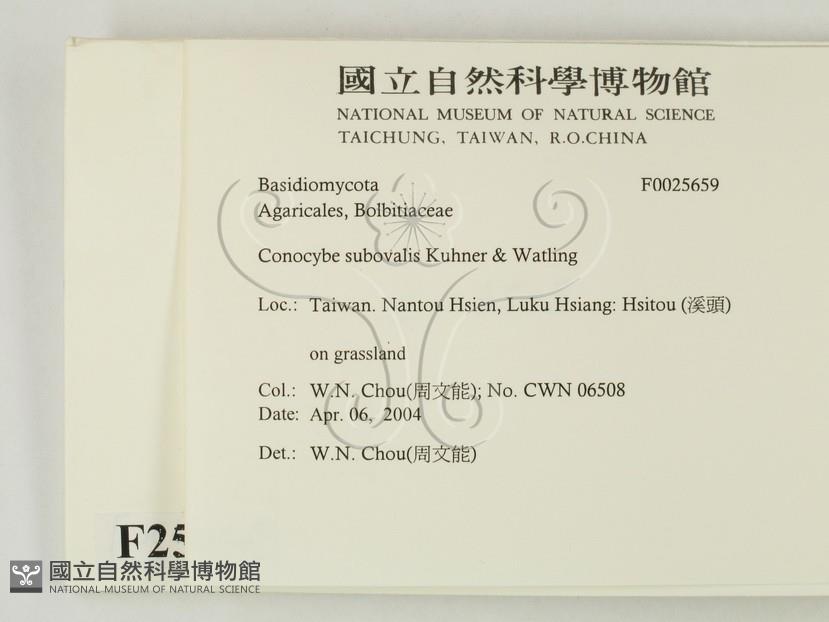 國立自然科學博物館
NATIONAL MUSEUM OF NATURAL SCIENCE
TAICHUNG, TAIWAN, R.O.CHINA
Basidiomycota F0025659
Agaricales, Bolbitiaceae
Conocybe subovalis Kuhner & Watling
Loc.: Taiwan. Nantou Hsien, Luku Hsiang: Hsitou (溪頭)
on grassland
Col.: W.N. Chou(周文能); No. CWN 06508
Date: Apr. 06, 2004
Det.: W.N. Chou(周文能)
F25
國立自然科學博物館
NATIONAL MUSEUM OF NATURAL SCIENCE